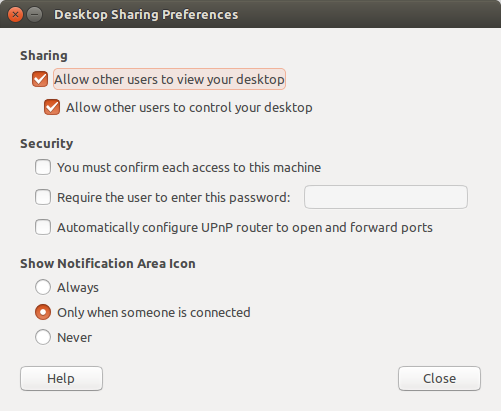 Desktop Sharing Preferences
Sharing
Allow other users to view your desktop
Allow other users to control your desktop
Security
You must confirm each access to this machine
Require the user to enter this password:
Automatically configure UPnP router to open and forward ports
Show Notification Area Icon
Always
Only when someone is connected
Never
Help Close